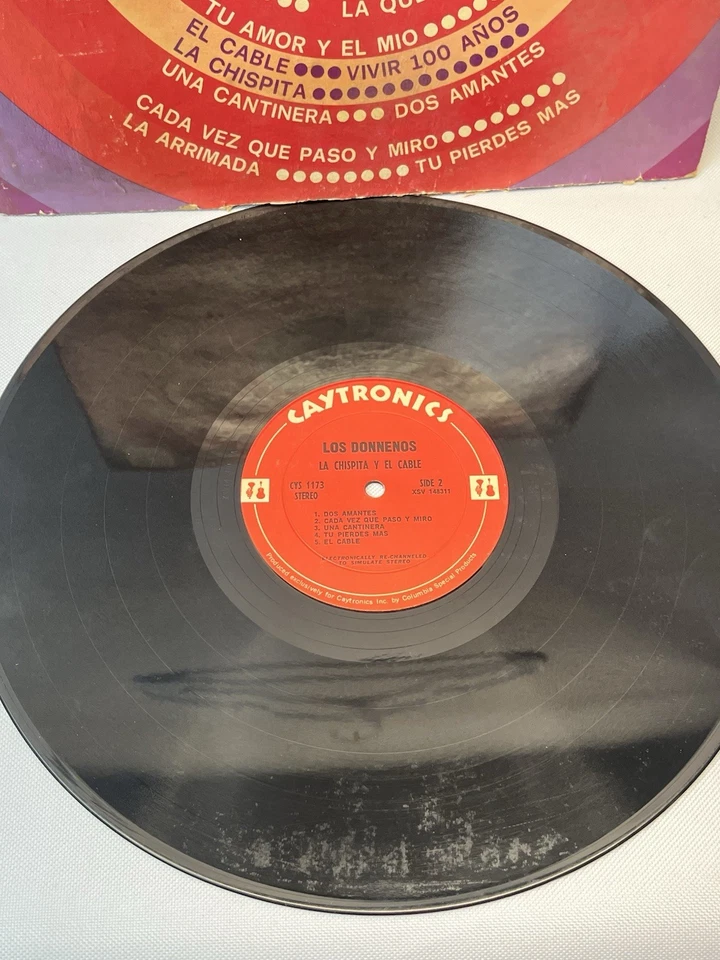 LA QUE
TU AMOR Y EL MIO
EL CABLE VIVIR 100 AÑOS
LA CHISPITA
UNA CANTINERA DOS AMANTES
CADA VEZ QUE PASO Y MIRO
LA ARRIMADA TU PIERDES MAS
CAYTRONICS
LOS DONNENOS
LA CHISPITA Y EL CABLE
CYS 1173 SIDE 2
STEREO XSV 148311
1. DOS AMANTES
2. CADA VEZ QUE PASO Y MIRO
3. UNA CANTINERA
4. TU PIERDES MAS
5. EL CABLE
ELECTRONICALLY RE-CHANNELED
TO SIMULATE STEREO
Produced exclusively for Caytronics Inc. by Columbia Special Products